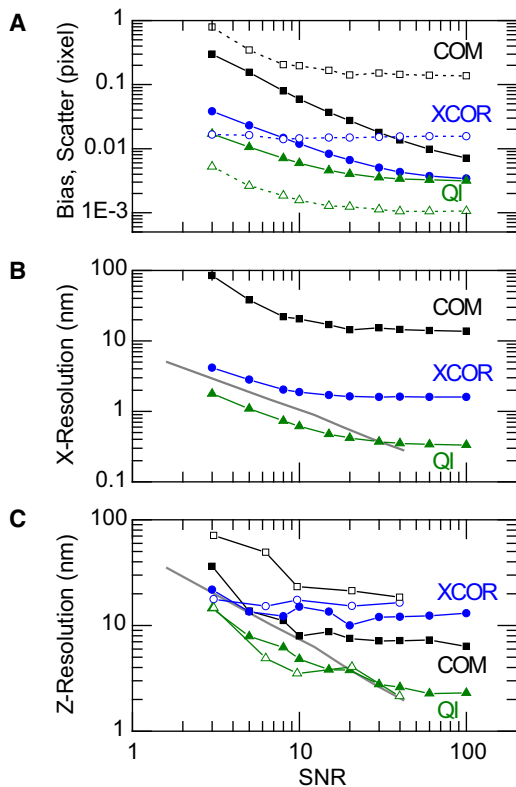 A
Bias, Scatter (pixel)
1
0.1
0.01
1E-3
COM
XCOR
QI
B
X-Resolution (nm)
100
10
1
0.1
COM
XCOR
QI
C
Z-Resolution (nm)
100
10
1
XCOR
COM
QI
1
10
100
SNR